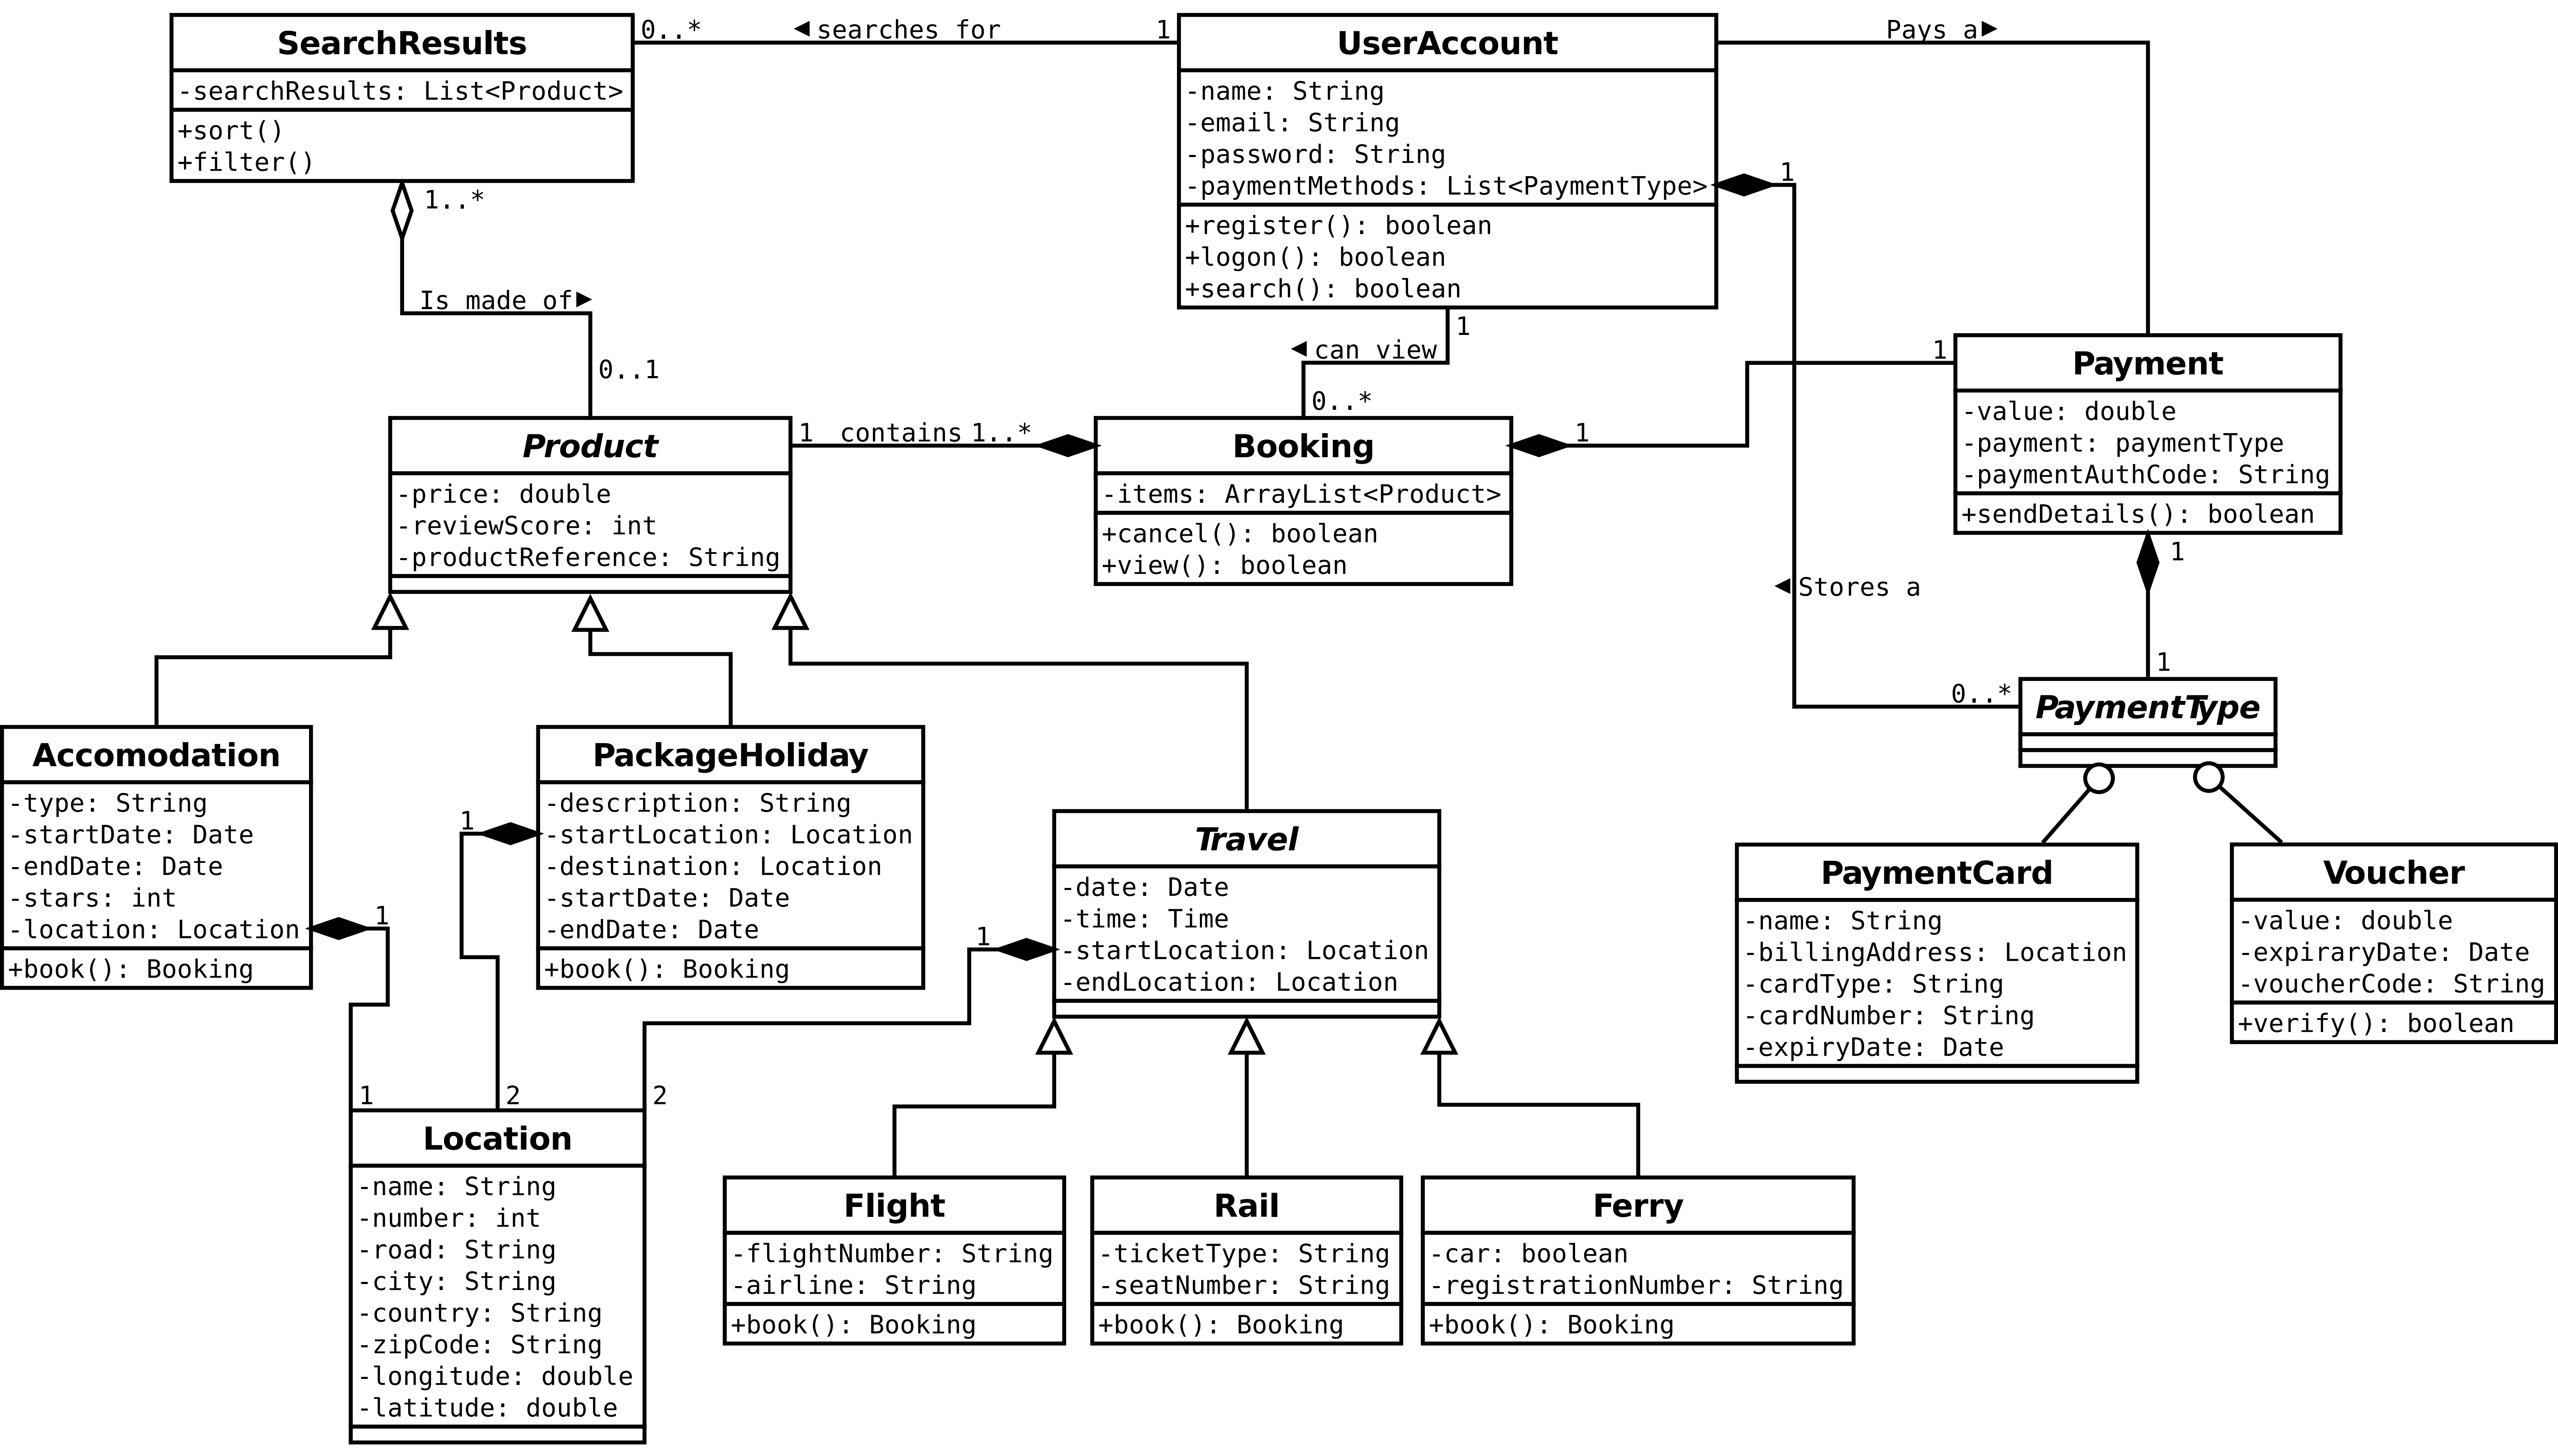 SearchResults
-searchResults: List<Product>
+sort()
+filter()
0..*
◄ searches for
1
UserAccount
-name: String
-email: String
-password: String
-paymentMethods: List<PaymentType>
+register(): boolean
+logon(): boolean
+search(): boolean
Pays a►
1
1..*
Is made of►
0..1
1
◄ can view
0..*
Product
-price: double
-reviewScore: int
-productReference: String
1 contains 1..*
Booking
-items: ArrayList<Product>
+cancel(): boolean
+view(): boolean
1
1
Payment
-value: double
-payment: paymentType
-paymentAuthCode: String
+sendDetails(): boolean
1
◄ Stores a
1
0..*
PaymentType
Accomodation
-type: String
-startDate: Date
-endDate: Date
-stars: int
-location: Location
+book(): Booking
1
1
PackageHoliday
-description: String
-startLocation: Location
-destination: Location
-startDate: Date
-endDate: Date
+book(): Booking
1
Travel
-date: Date
-time: Time
-startLocation: Location
-endLocation: Location
PaymentCard
-name: String
-billingAddress: Location
-cardType: String
-cardNumber: String
-expiryDate: Date
Voucher
-value: double
-expiraryDate: Date
-voucherCode: String
+verify(): boolean
1
2
2
Location
-name: String
-number: int
-road: String
-city: String
-country: String
-zipCode: String
-longitude: double
-latitude: double
Flight
-flightNumber: String
-airline: String
+book(): Booking
Rail
-ticketType: String
-seatNumber: String
+book(): Booking
Ferry
-car: boolean
-registrationNumber: String
+book(): Booking